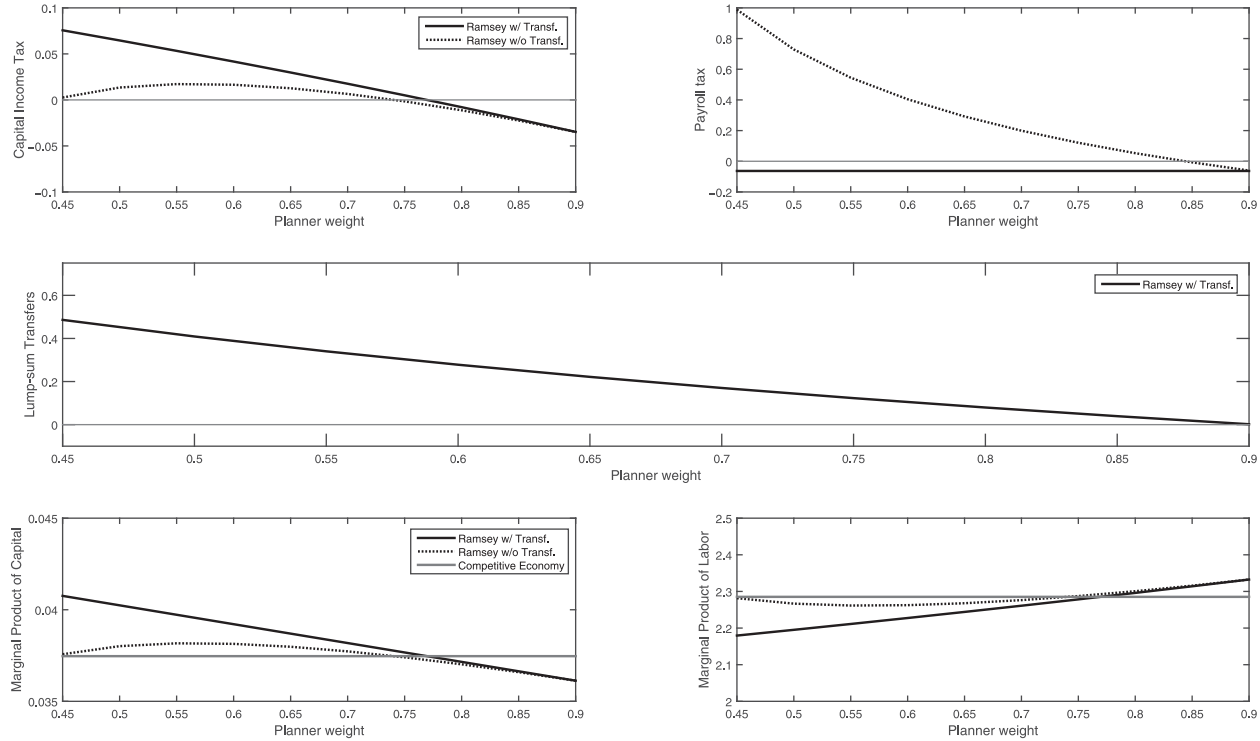 Capital Income Tax
0.1
0.05
0
−0.05
−0.1
Ramsey w/ Transf.
Ramsey w/o Transf.
0.45 0.5 0.55 0.6 0.65 0.7 0.75 0.8 0.85 0.9
Planner weight
Payroll tax
1
0.8
0.6
0.4
0.2
0
−0.2
0.45 0.5 0.55 0.6 0.65 0.7 0.75 0.8 0.85 0.9
Planner weight
Lump-sum Transfers
0.6
0.4
0.2
0
Ramsey w/ Transf.
0.45 0.5 0.55 0.6 0.65 0.7 0.75 0.8 0.85 0.9
Planner weight
Marginal Product of Capital
0.045
0.04
0.035
Ramsey w/ Transf.
Ramsey w/o Transf.
Competitive Economy
0.45 0.5 0.55 0.6 0.65 0.7 0.75 0.8 0.85 0.9
Planner weight
Marginal Product of Labor
2.5
2.4
2.3
2.2
2.1
2
0.45 0.5 0.55 0.6 0.65 0.7 0.75 0.8 0.85 0.9
Planner weight